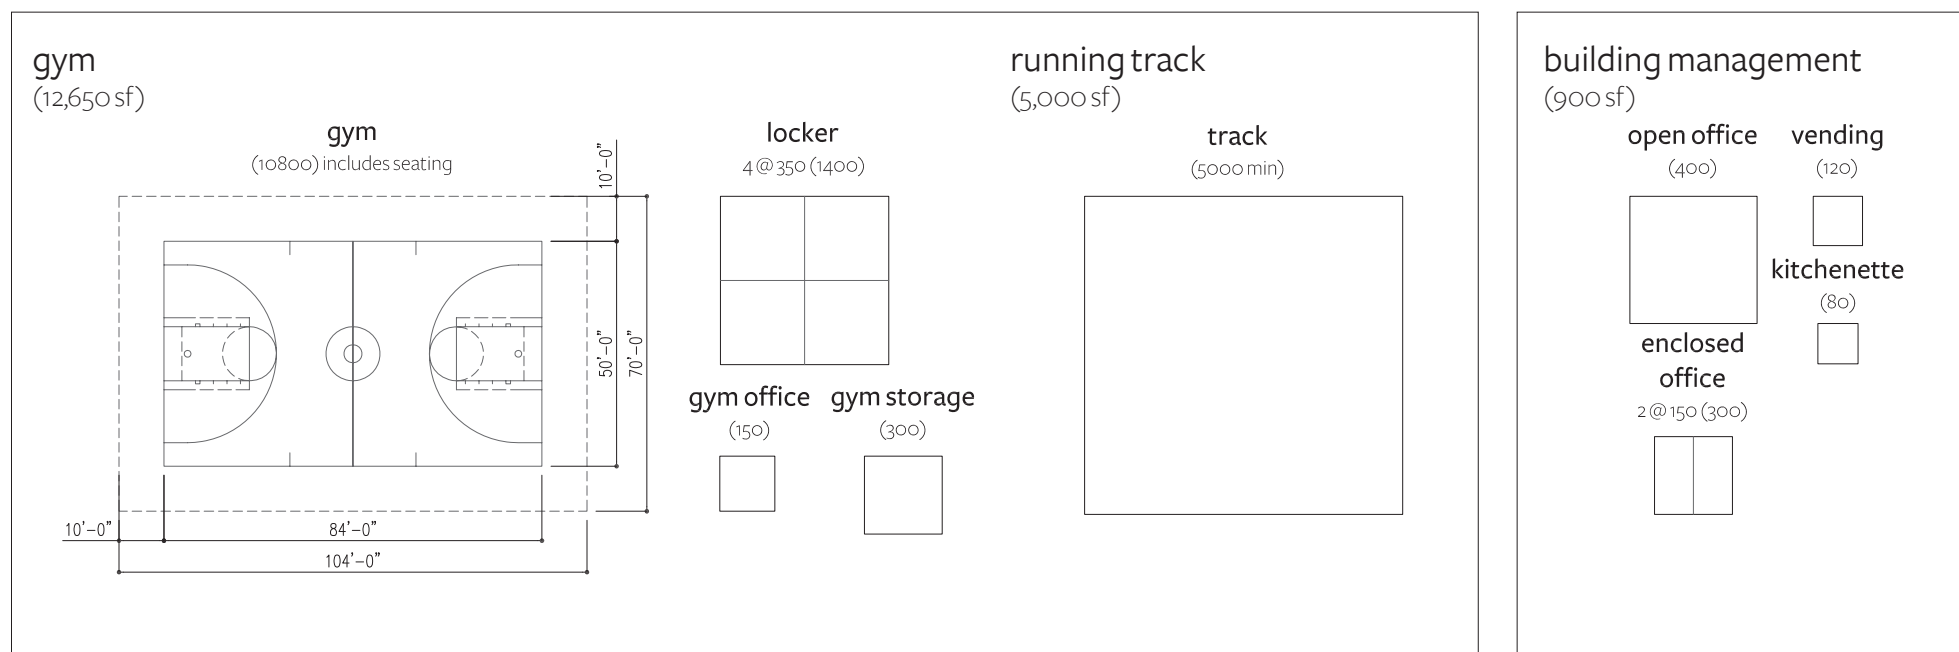 gym
(12,650 sf)
gym
(10800) includes seating
10'-0"
50'-0"
70'-0"
10'-0"
84'-0"
104'-0"
locker
4 @ 350 (1400)
gym office
(150)
gym storage
(300)
running track
(5,000 sf)
track
(5000 min)
building management
(900 sf)
open office
(400)
vending
(120)
kitchenette
(80)
enclosed
office
2 @ 150 (300)